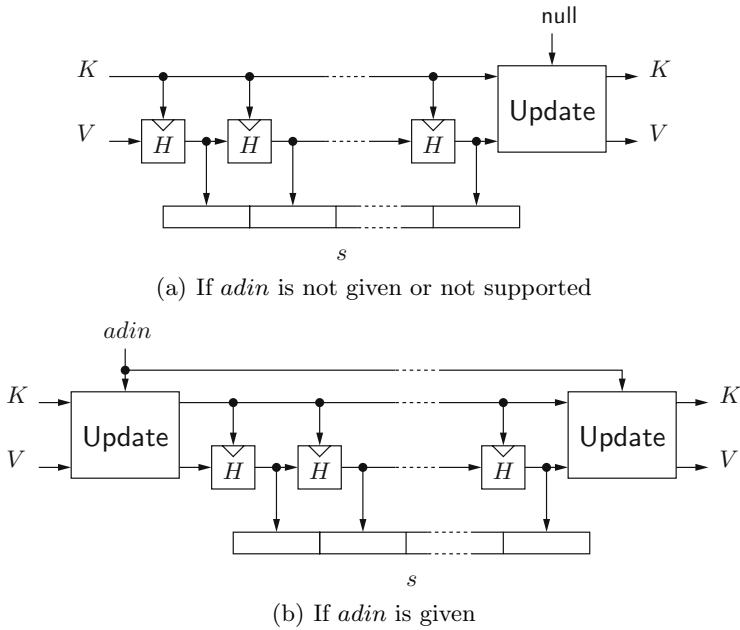 null
K K
Update
V H H H V
s
(a) If adin is not given or not supported
adin
K K
Update Update
V H H H V
s
(b) If adin is given